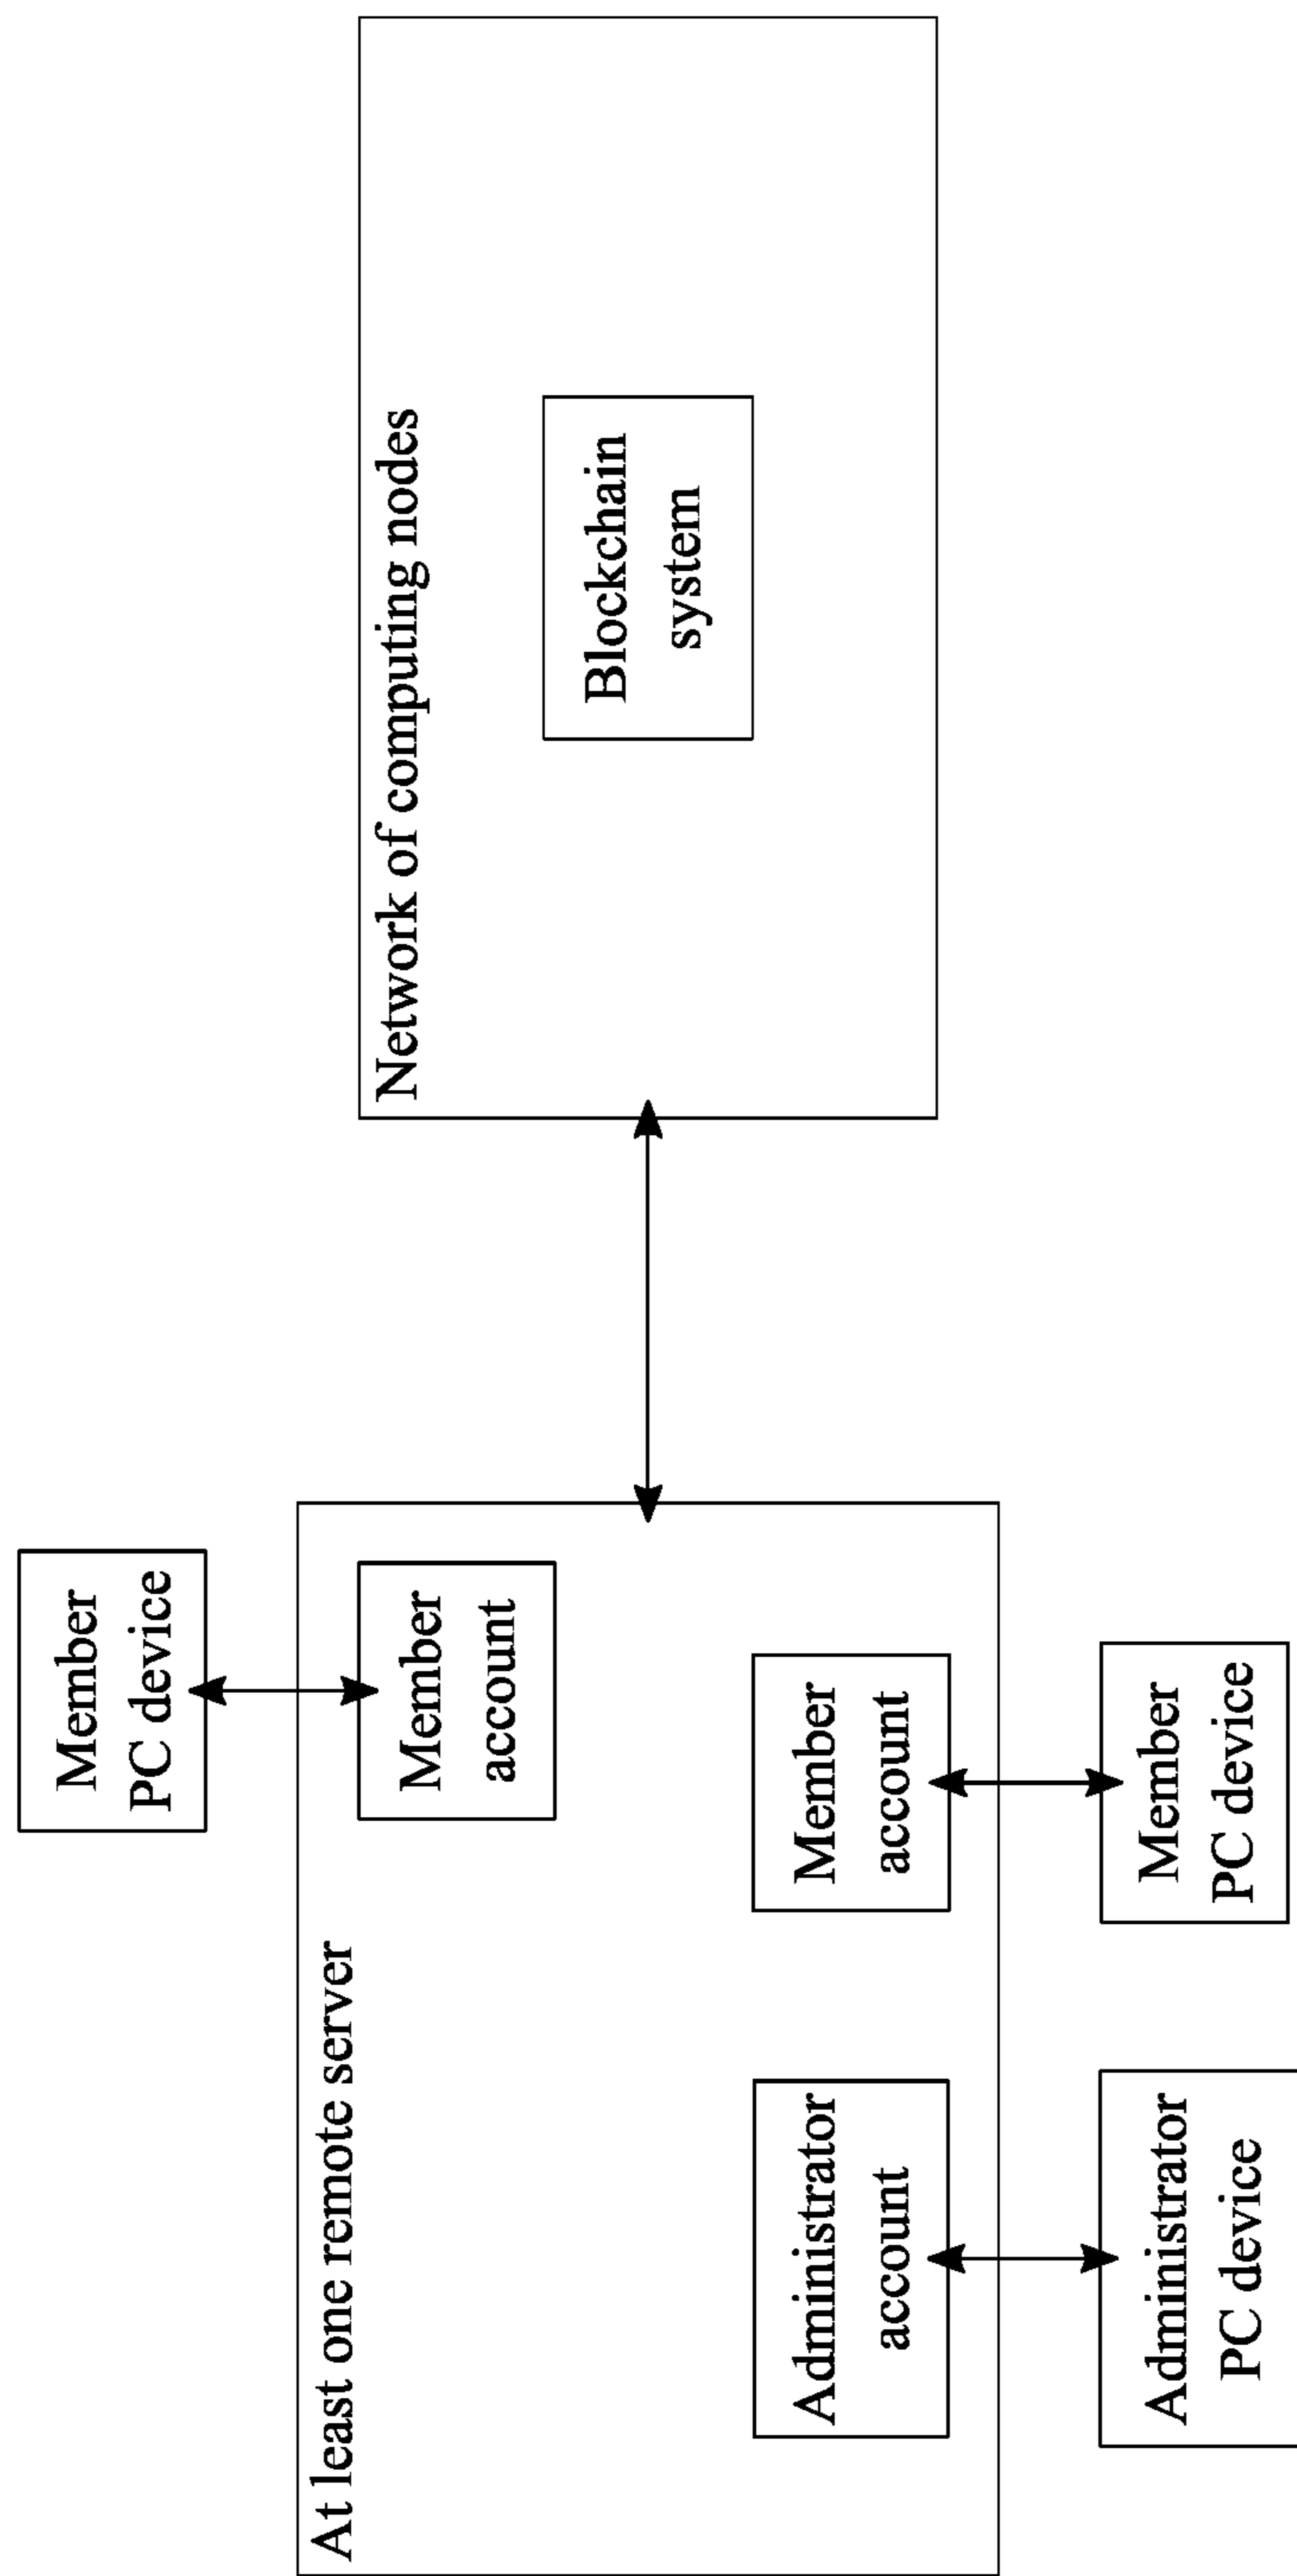 Member
PC device
At least one remote server
Member
account
Administrator
account
Member
account
Administrator
PC device
Member
PC device
Network of computing nodes
Blockchain
system